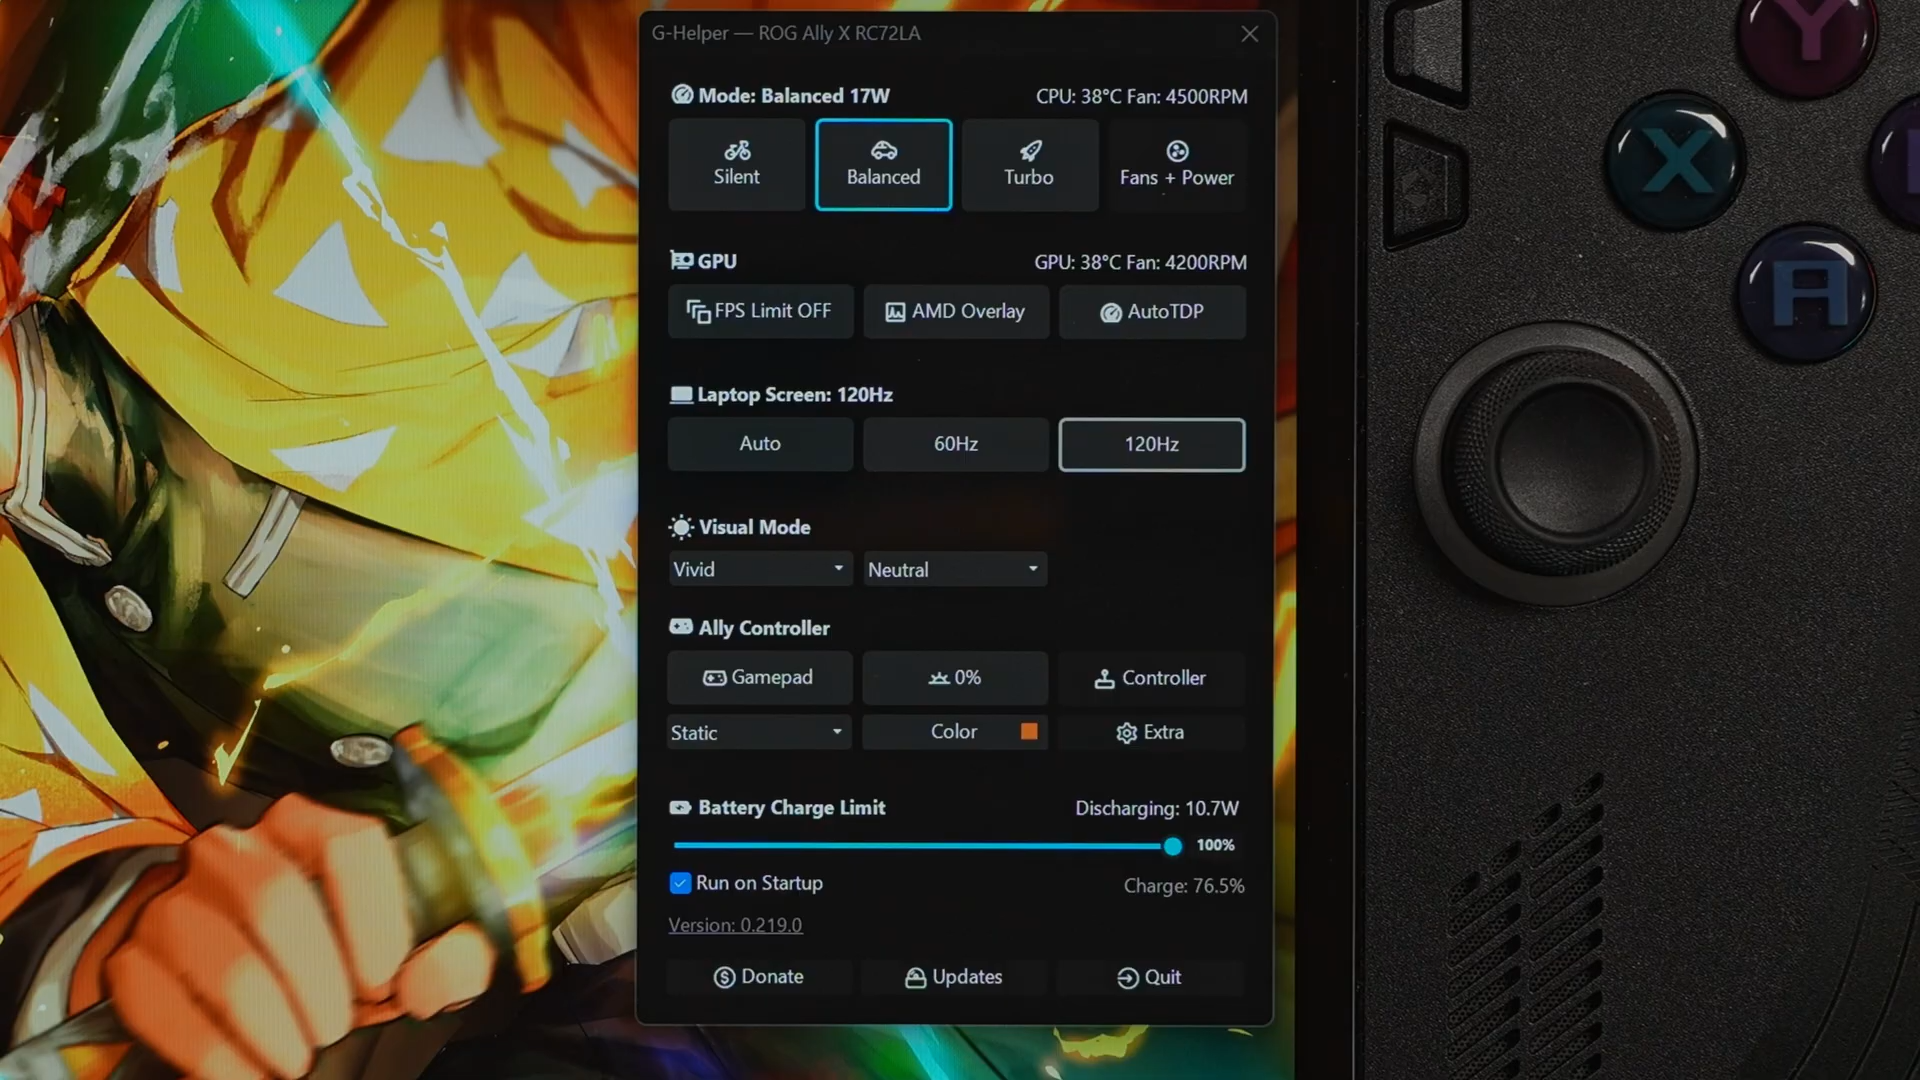 G-Helper — ROG Ally X RC72LA
Mode: Balanced 17W
CPU: 38°C Fan: 4500RPM
Silent
Balanced
Turbo
Fans + Power
GPU
GPU: 38°C Fan: 4200RPM
FPS Limit OFF
AMD Overlay
AutoTDP
Laptop Screen: 120Hz
Auto
60Hz
120Hz
Visual Mode
Vivid
Neutral
Ally Controller
Gamepad
0%
Controller
Static
Color
Extra
Battery Charge Limit
Discharging: 10.7W
100%
Run on Startup
Charge: 76.5%
Version: 0.219.0
Donate
Updates
Quit
Y
X
A